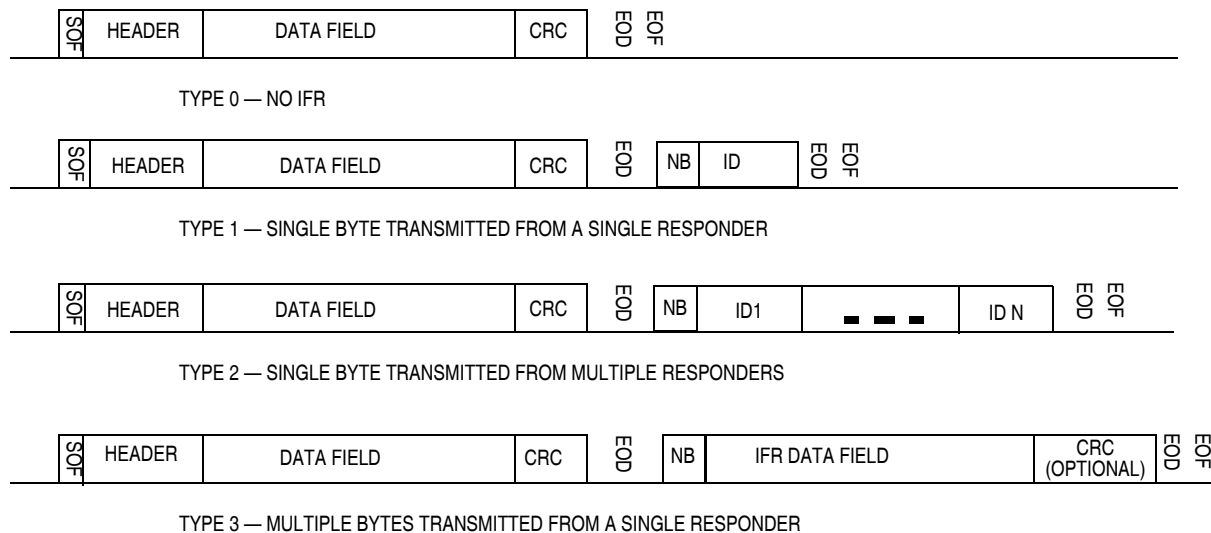 SOF HEADER DATA FIELD CRC EOD EOF
TYPE 0 — NO IFR
SOF HEADER DATA FIELD CRC EOD NB ID EOD EOF
TYPE 1 — SINGLE BYTE TRANSMITTED FROM A SINGLE RESPONDER
SOF HEADER DATA FIELD CRC EOD NB ID1 ID N EOD EOF
TYPE 2 — SINGLE BYTE TRANSMITTED FROM MULTIPLE RESPONDERS
SOF HEADER DATA FIELD CRC EOD NB IFR DATA FIELD CRC (OPTIONAL) EOD EOF
TYPE 3 — MULTIPLE BYTES TRANSMITTED FROM A SINGLE RESPONDER